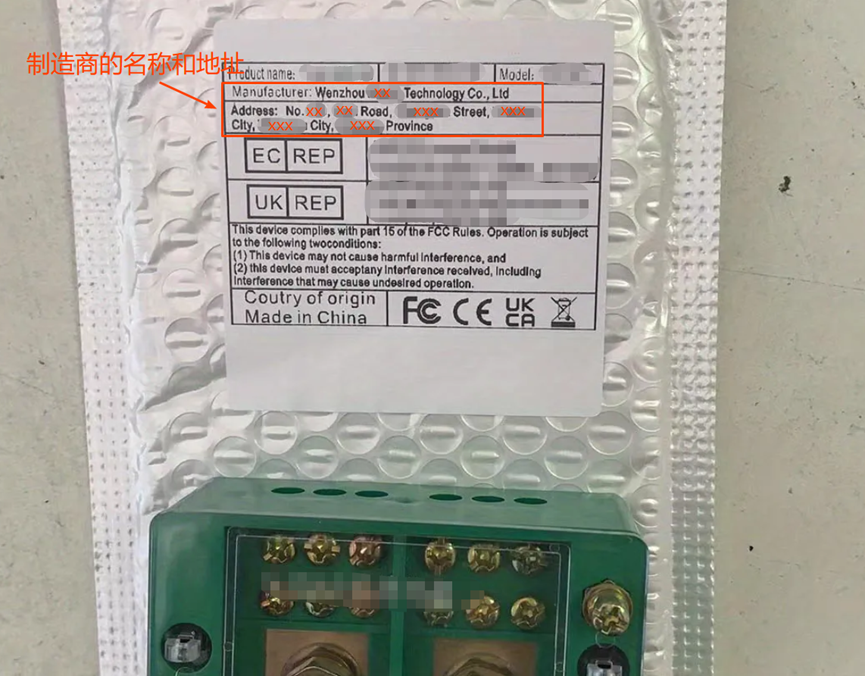 制造商的名称和地址
Product name: Model:
Manufacturer: Wenzhou xx Technology Co., Ltd
Address: No.xx, xx Road, xxx Street, xxx
City, xxx City, xxx Province
EC REP
UK REP
This device complies with part 15 of the FCC Rules. Operation is subject
to the following twoconditions:
(1) This device may not cause harmful interference, and
(2) this device must acceptany interference received, including
interference that may cause undesired operation.
Coutry of origin
Made in China
FC CE UK
CA